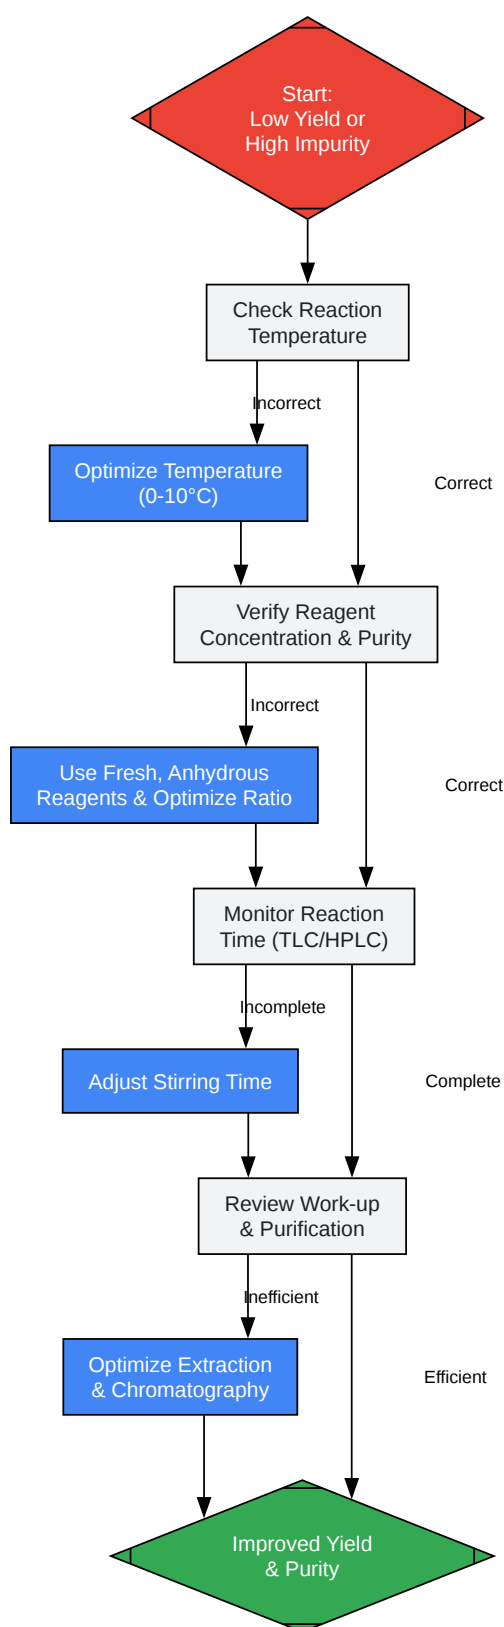 Start:
Low Yield or
High Impurity
Check Reaction
Temperature
Incorrect
Optimize Temperature
(0-10°C)
Correct
Verify Reagent
Concentration & Purity
Incorrect
Use Fresh, Anhydrous
Reagents & Optimize Ratio
Correct
Monitor Reaction
Time (TLC/HPLC)
Incomplete
Adjust Stirring Time
Complete
Review Work-up
& Purification
Inefficient
Optimize Extraction
& Chromatography
Efficient
Improved Yield
& Purity